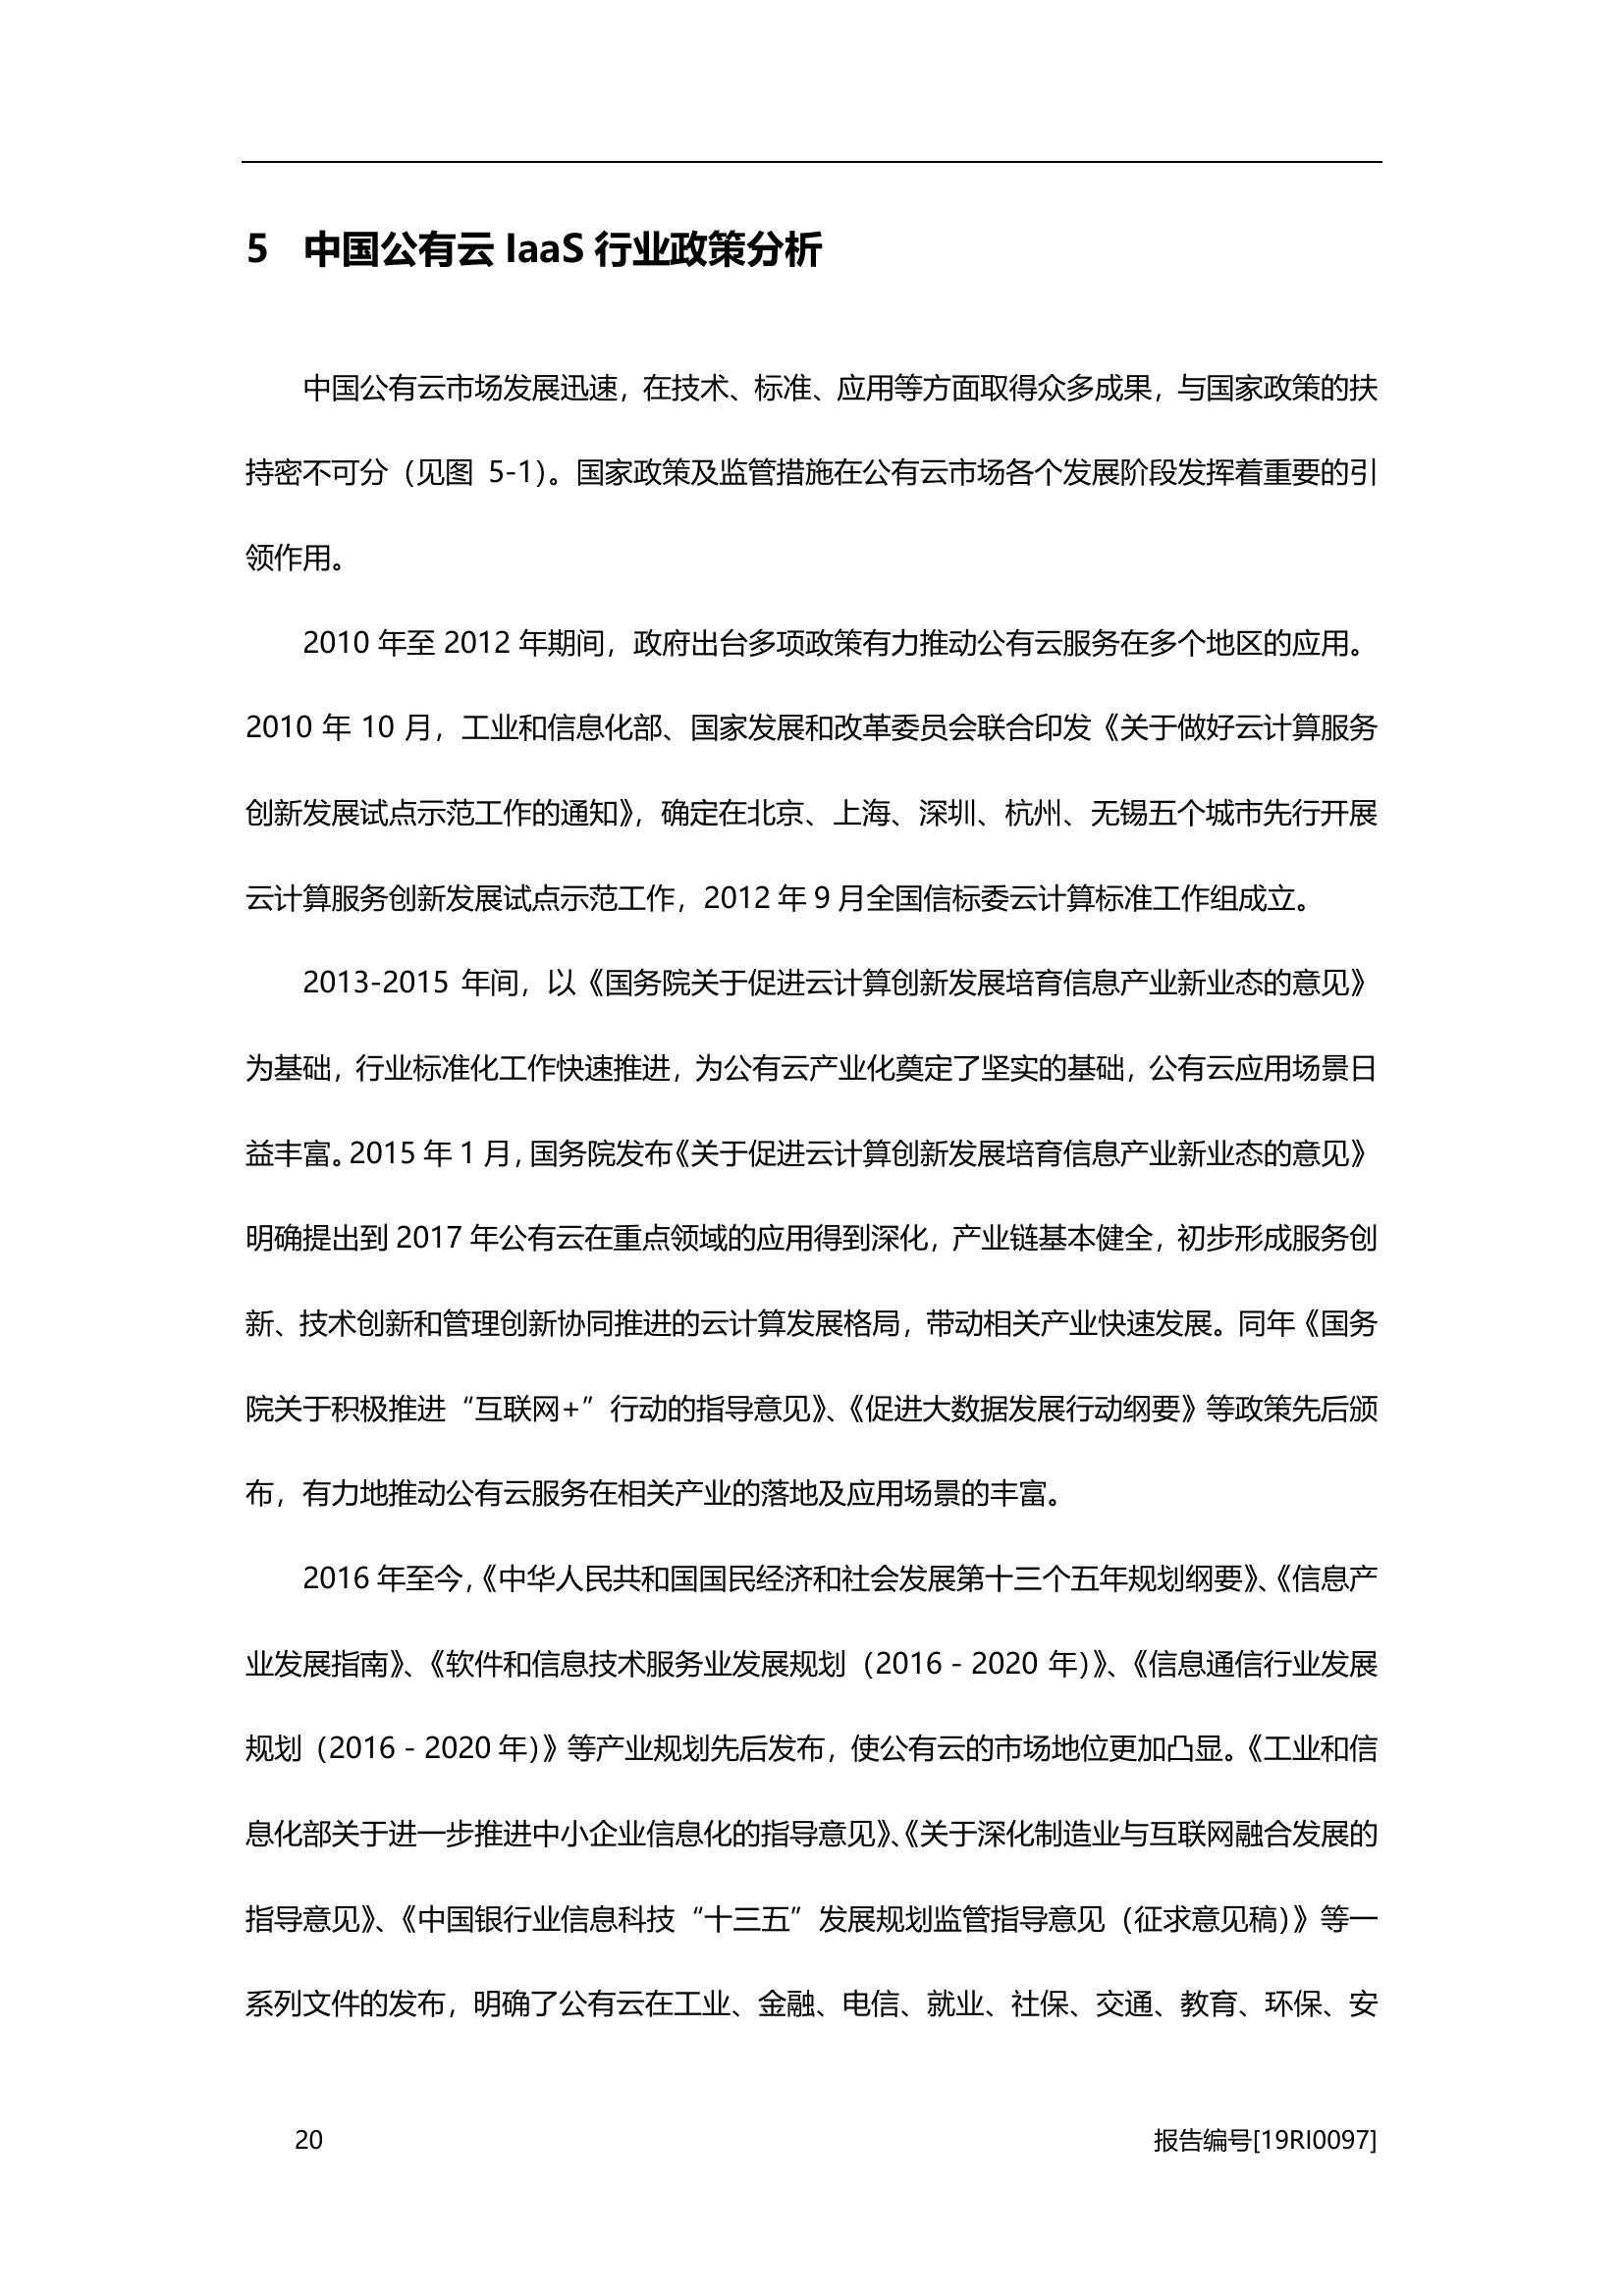 5 中国公有云 IaaS 行业政策分析
中国公有云市场发展迅速，在技术、标准、应用等方面取得众多成果，与国家政策的扶
持密不可分（见图 5-1）。国家政策及监管措施在公有云市场各个发展阶段发挥着重要的引
领作用。
2010 年至 2012 年期间，政府出台多项政策有力推动公有云服务在多个地区的应用。
2010 年 10 月，工业和信息化部、国家发展和改革委员会联合印发《关于做好云计算服务
创新发展试点示范工作的通知》，确定在北京、上海、深圳、杭州、无锡五个城市先行开展
云计算服务创新发展试点示范工作，2012 年 9 月全国信标委云计算标准工作组成立。
2013-2015 年间，以《国务院关于促进云计算创新发展培育信息产业新业态的意见》
为基础，行业标准化工作快速推进，为公有云产业化奠定了坚实的基础，公有云应用场景日
益丰富。2015 年 1 月，国务院发布《关于促进云计算创新发展培育信息产业新业态的意见》
明确提出到 2017 年公有云在重点领域的应用得到深化，产业链基本健全，初步形成服务创
新、技术创新和管理创新协同推进的云计算发展格局，带动相关产业快速发展。同年《国务
院关于积极推进“互联网+”行动的指导意见》、《促进大数据发展行动纲要》等政策先后颁
布，有力地推动公有云服务在相关产业的落地及应用场景的丰富。
2016 年至今，《中华人民共和国国民经济和社会发展第十三个五年规划纲要》、《信息产
业发展指南》、《软件和信息技术服务业发展规划（2016 - 2020 年）》、《信息通信行业发展
规划（2016 - 2020 年）》等产业规划先后发布，使公有云的市场地位更加凸显。《工业和信
息化部关于进一步推进中小企业信息化的指导意见》、《关于深化制造业与互联网融合发展的
指导意见》、《中国银行业信息科技“十三五”发展规划监管指导意见（征求意见稿）》等一
系列文件的发布，明确了公有云在工业、金融、电信、就业、社保、交通、教育、环保、安
20 报告编号[19RI0097]